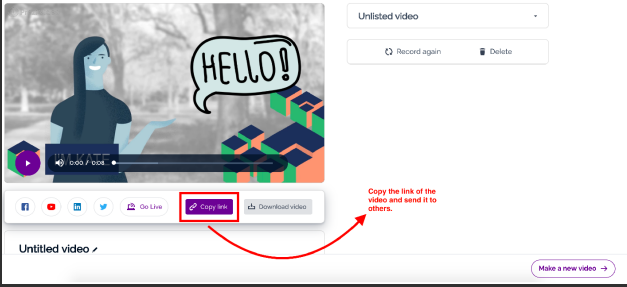 Unlisted video
Record again
Delete
HELLO!
I'M KATE
0:00 / 0:08
Go Live
Copy link
Download video
Copy the link of the
video and send it to
others.
Untitled video
Make a new video →